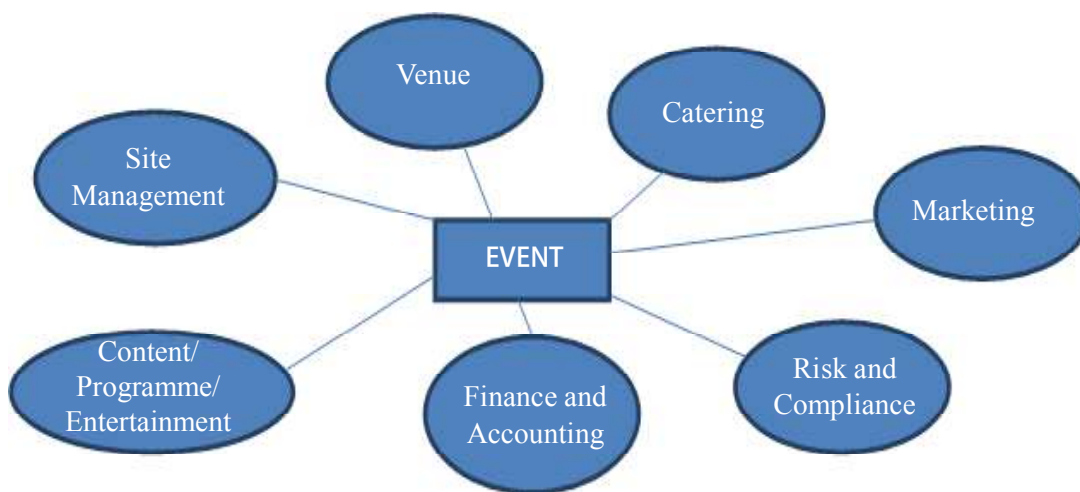 Venue
Catering
Site
Management
Marketing
EVENT
Content/
Programme/
Entertainment
Finance and
Accounting
Risk and
Compliance